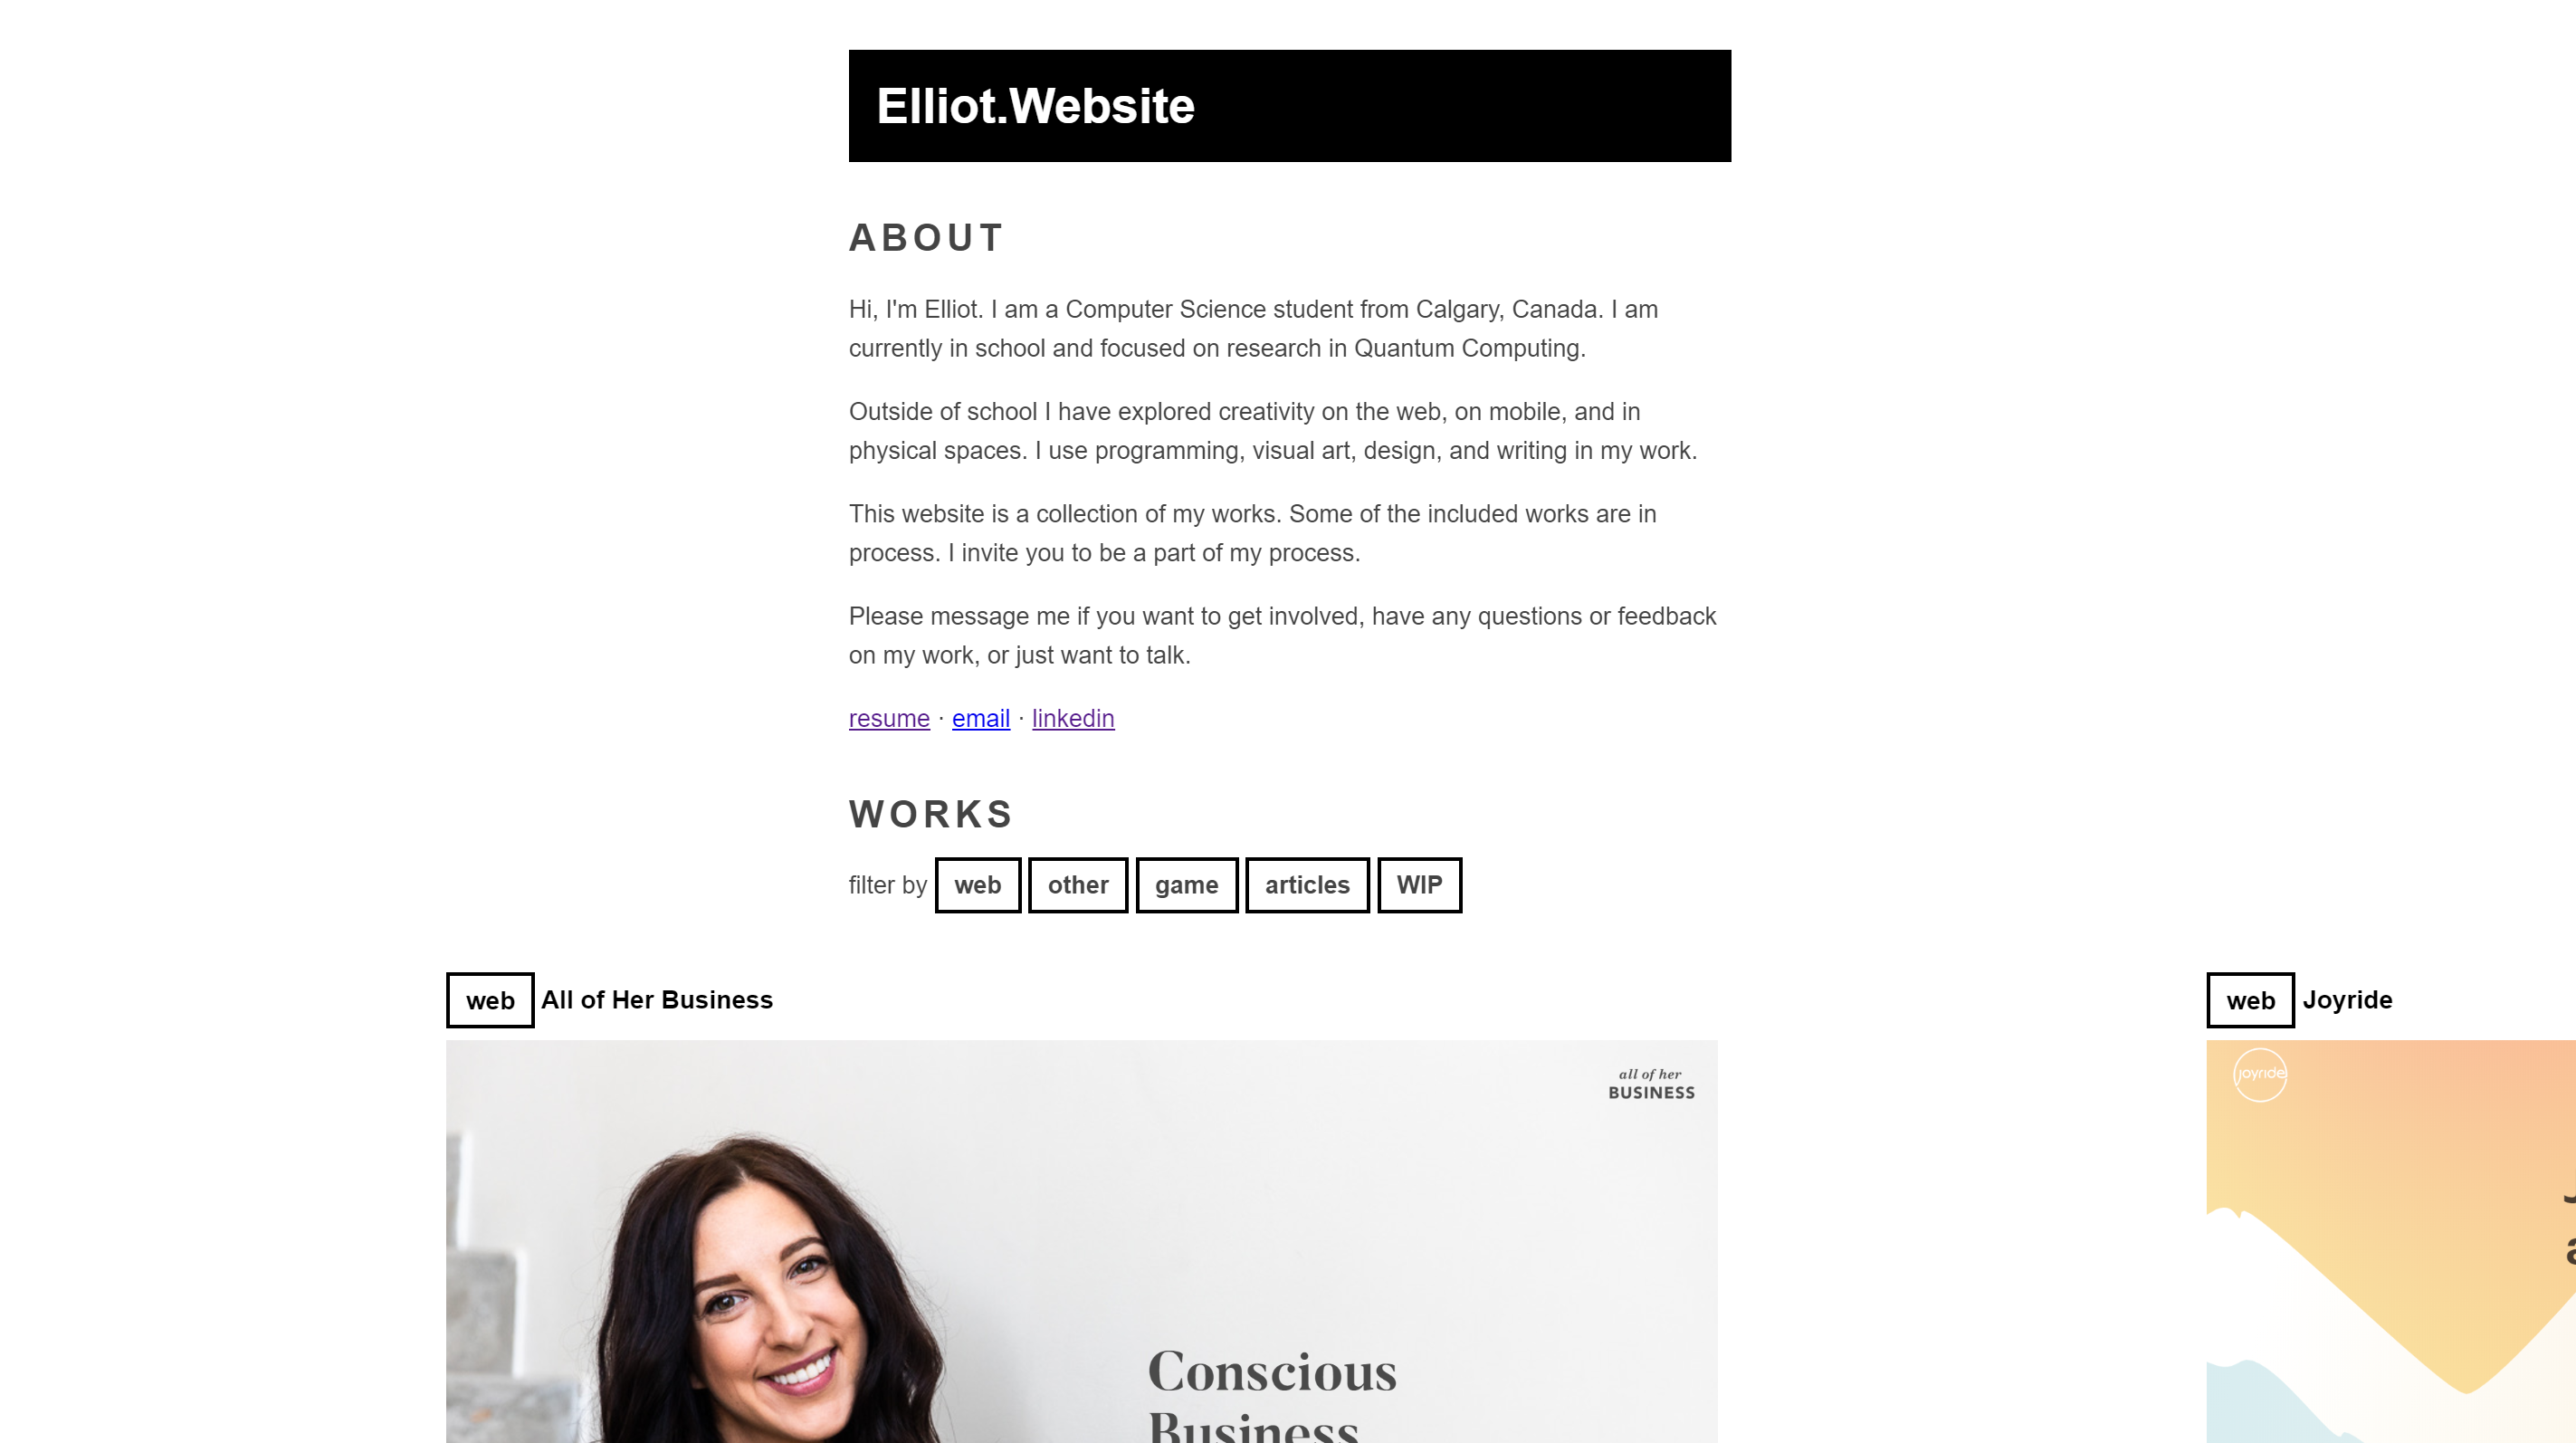 Elliot.Website
ABOUT
Hi, I'm Elliot. I am a Computer Science student from Calgary, Canada. I am
currently in school and focused on research in Quantum Computing.
Outside of school I have explored creativity on the web, on mobile, and in
physical spaces. I use programming, visual art, design, and writing in my work.
This website is a collection of my works. Some of the included works are in
process. I invite you to be a part of my process.
Please message me if you want to get involved, have any questions or feedback
on my work, or just want to talk.
resume · email · linkedin
WORKS
filter by web other game articles WIP
web All of Her Business
all of her
BUSINESS
Conscious
Business
web Joyride
joyride